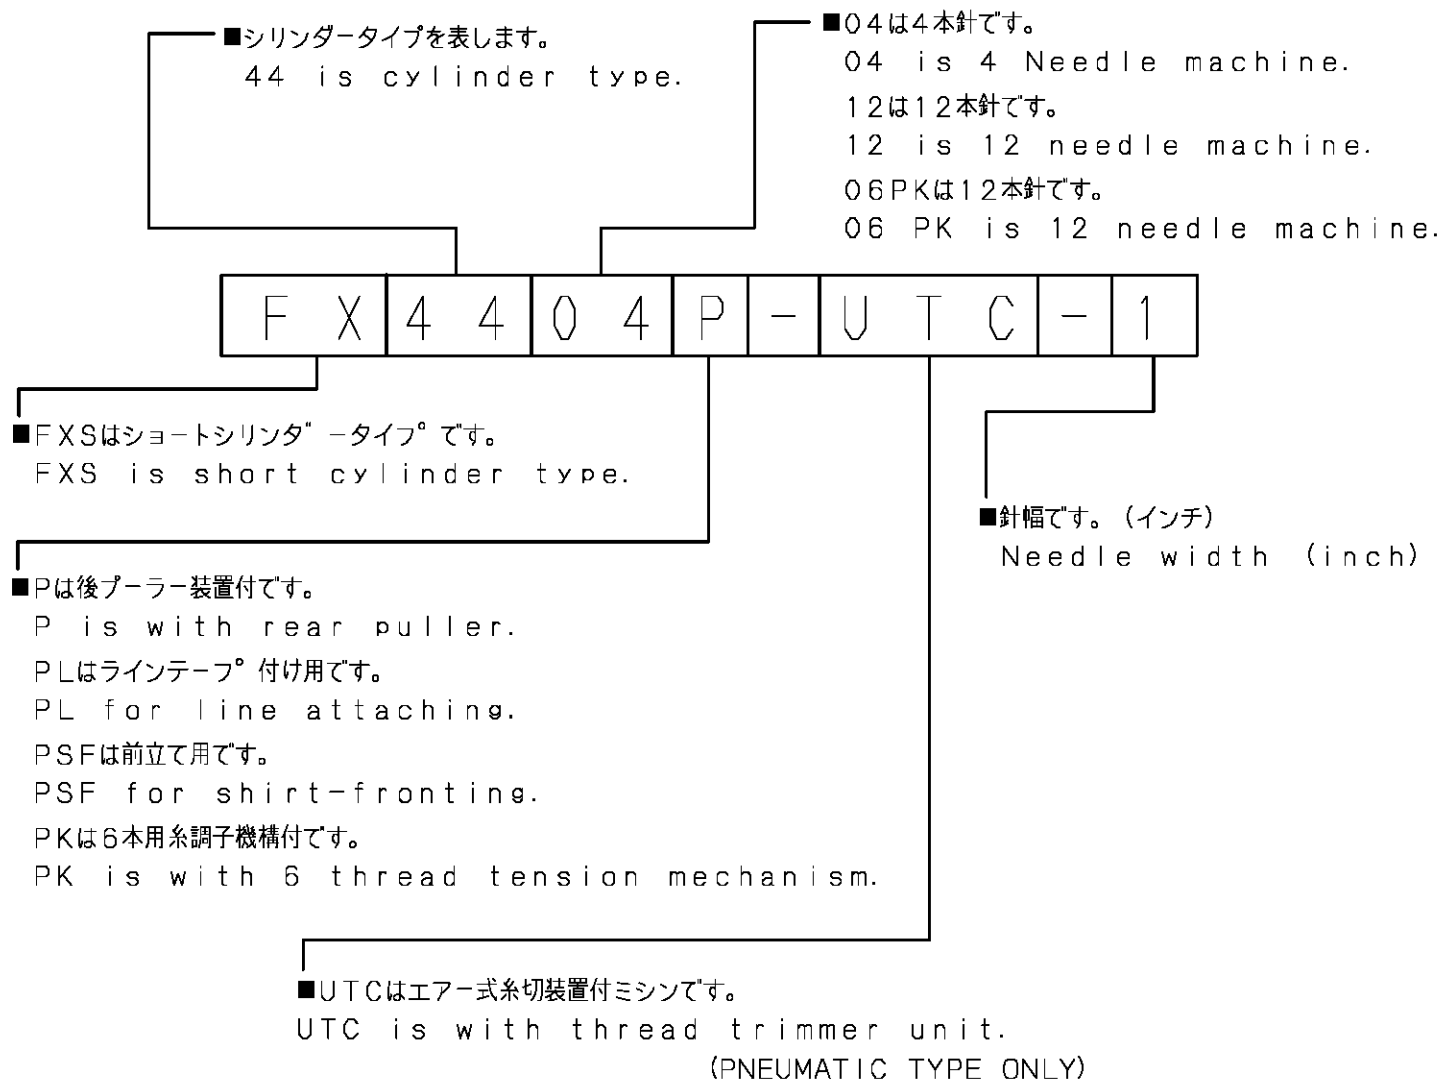 ■シリンダータイプを表します。
44 is cylinder type.
■04は4本針です。
04 is 4 Needle machine.
12は12本針です。
12 is 12 needle machine.
06PKは12本針です。
06 PK is 12 needle machine.
FX4404P-UTC-1
■FXSはショートシリンダ゛ータイプ゜です。
FXS is short cylinder type.
■針幅です。（インチ）
Needle width (inch)
■Pは後プーラー装置付です。
P is with rear puller.
PLはラインテーフ゜付け用です。
PL for line attaching.
PSFは前立て用です。
PSF for shirt-fronting.
PKは6本用糸調子機構付です。
PK is with 6 thread tension mechanism.
■UTCはエアー式糸切装置付ミシンです。
UTC is with thread trimmer unit.
(PNEUMATIC TYPE ONLY)